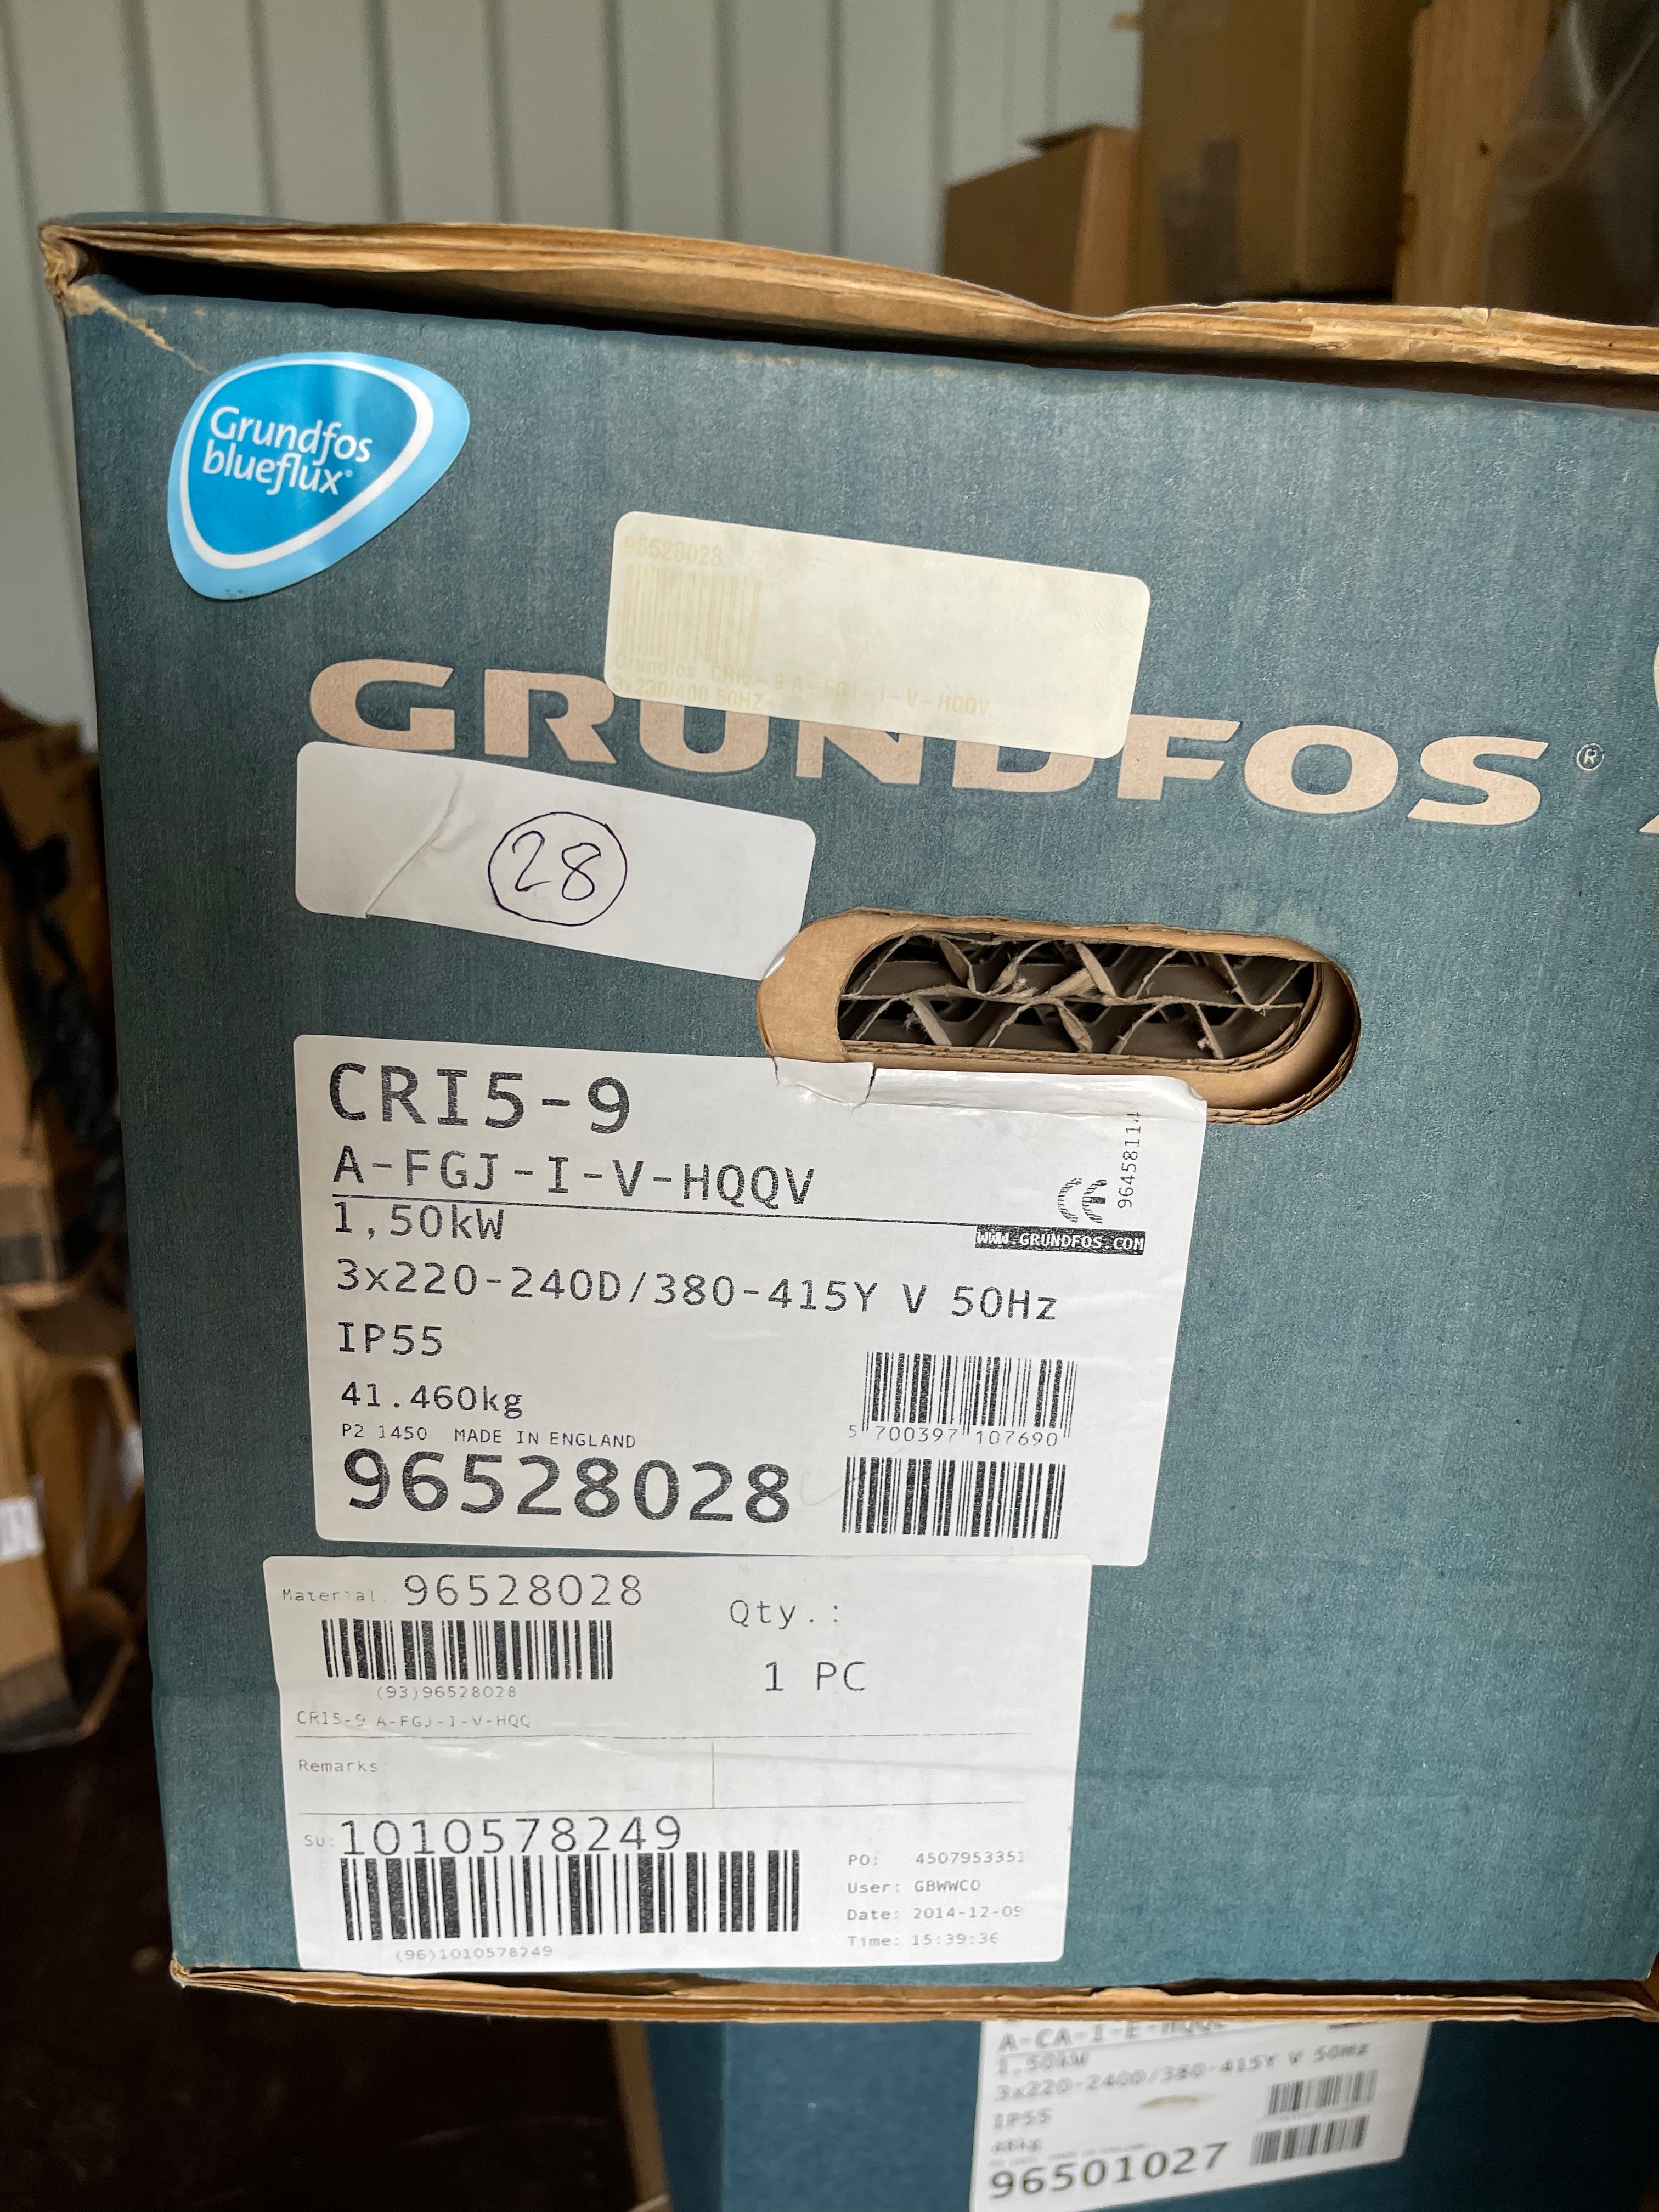 Grundfos
blueflux®
96528028
Grundfos CRI5-9 A-FGJ-I-V-HQQV
3x230/400 50HZ
GRUNDFOS®
28
CRI5-9
A-FGJ-I-V-HQQV
CE
96458114
1,50kW
WWW.GRUNDFOS.COM
3x220-240D/380-415Y V 50Hz
IP55
41.460kg
P2 1450 MADE IN ENGLAND
5 700397 107690
96528028
Material: 96528028
Qty.:
1 PC
(93)96528028
CRI5-9 A-FGJ-I-V-HQQ
Remarks
Su: 1010578249
(96)1010578249
PO: 4507953351
User: GBWWCO
Date: 2014-12-09
Time: 15:39:36
1,50kW
3x220-240D/380-415Y V 50Hz
IP55
48kg
96501027